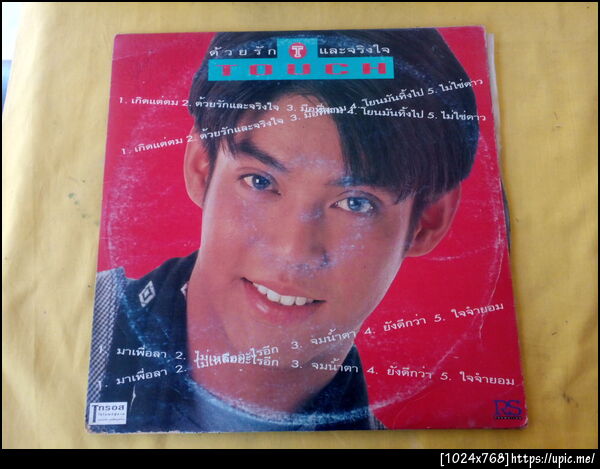 ด้วยรัก T และจริงใจ
TOUCH
1. เกิดแต่ตม 2. ด้วยรักและจริงใจ 3. มีอีกไหม 4. โยนมันทิ้งไป 5. ไม่ใช่ดาว
1. เกิดแต่ตม 2. ด้วยรักและจริงใจ 3. 4. โยนมันทิ้งไป 5. ไม่ใช่ดาว
1. มาเพื่อลา 2. ไม่เหลืออะไรอีก 3. จมน้ำตา 4. ยังดีกว่า 5. ใจจำยอม
1. มาเพื่อลา 2. ไม่เหลืออะไรอีก 3. จมน้ำตา 4. ยังดีกว่า 5. ใจจำยอม
ไทรอส
RS
PROMOTION
[1024x768]https://upic.me/